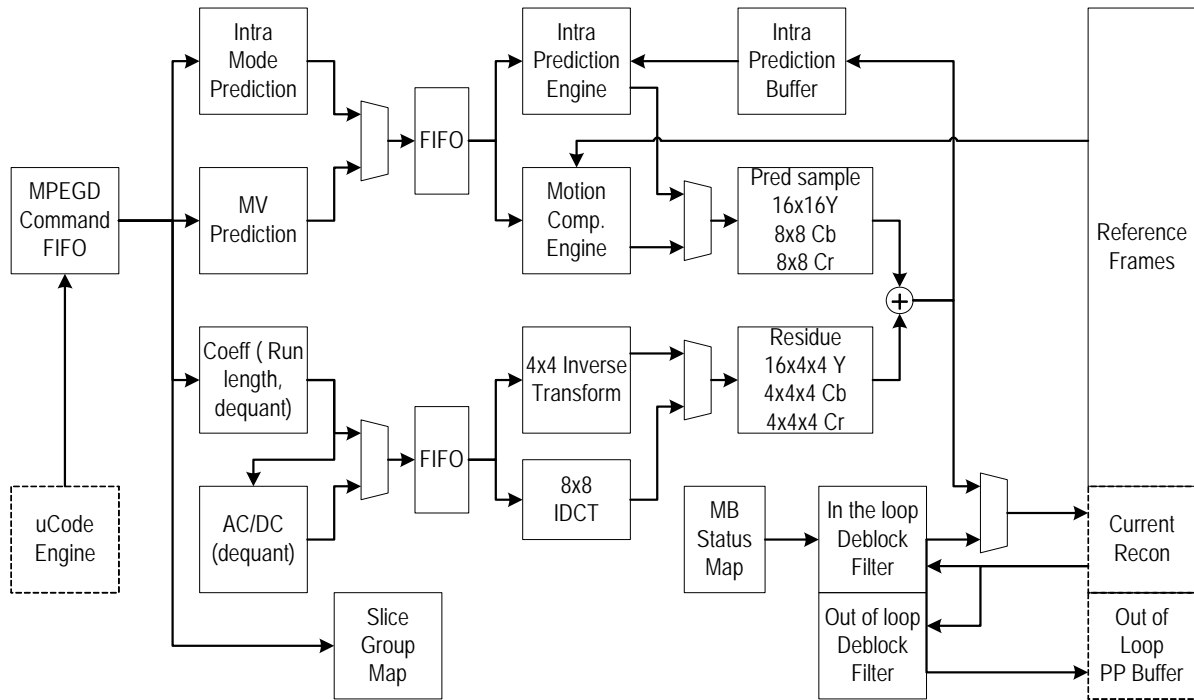 Intra
Mode
Prediction
Intra
Prediction
Engine
Intra
Prediction
Buffer
FIFO
MPEGD
Command
FIFO
MV
Prediction
Motion
Comp.
Engine
Pred sample
16x16Y
8x8 Cb
8x8 Cr
Reference
Frames
+
Coeff ( Run
length,
dequant)
4x4 Inverse
Transform
Residue
16x4x4 Y
4x4x4 Cb
4x4x4 Cr
FIFO
uCode
Engine
AC/DC
(dequant)
8x8
IDCT
MB
Status
Map
In the loop
Deblock
Filter
Current
Recon
Slice
Group
Map
Out of loop
Deblock
Filter
Out of
Loop
PP Buffer